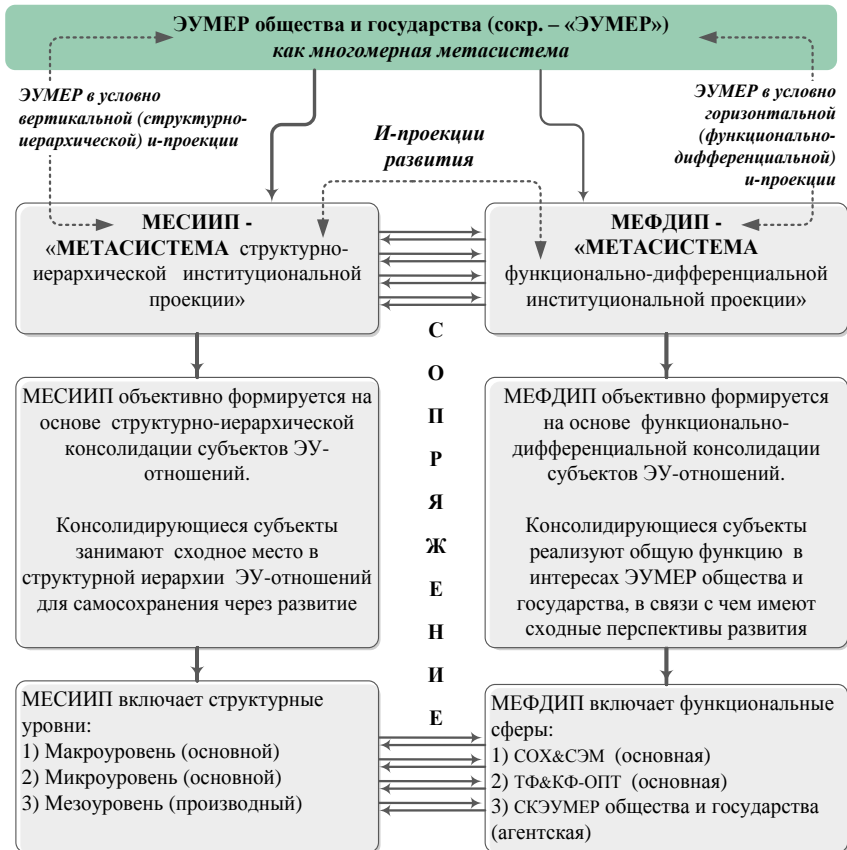 ЭУМЕР общества и государства (сокр. – «ЭУМЕР»)
как многомерная метасистема
ЭУМЕР в условно
вертикальной (структурно-
иерархической) и-проекции
И-проекции
развития
ЭУМЕР в условно
горизонтальной
(функционально-
дифференциальной)
и-проекции
МЕСИИП -
«МЕТАСИСТЕМА структурно-
иерархической институциональной
проекции»
МЕФДИП -
«МЕТАСИСТЕМА
функционально-дифференциальной
институциональной проекции»
С
О
П
Р
Я
Ж
Е
Н
И
Е
МЕСИИП объективно формируется на
основе структурно-иерархической
консолидации субъектов ЭУ-
отношений.
Консолидирующиеся субъекты
занимают сходное место в
структурной иерархии ЭУ-отношений
для самосохранения через развитие
МЕФДИП объективно формируется
на основе функционально-
дифференциальной консолидации
субъектов ЭУ-отношений.
Консолидирующиеся субъекты
реализуют общую функцию в
интересах ЭУМЕР общества и
государства, в связи с чем имеют
сходные перспективы развития
МЕСИИП включает структурные
уровни:
1) Макроуровень (основной)
2) Микроуровень (основной)
3) Мезоуровень (производный)
МЕФДИП включает функциональные
сферы:
1) СОХ&СЭМ (основная)
2) ТФ&КФ-ОПТ (основная)
3) СКЭУМЕР общества и государства
(агентская)